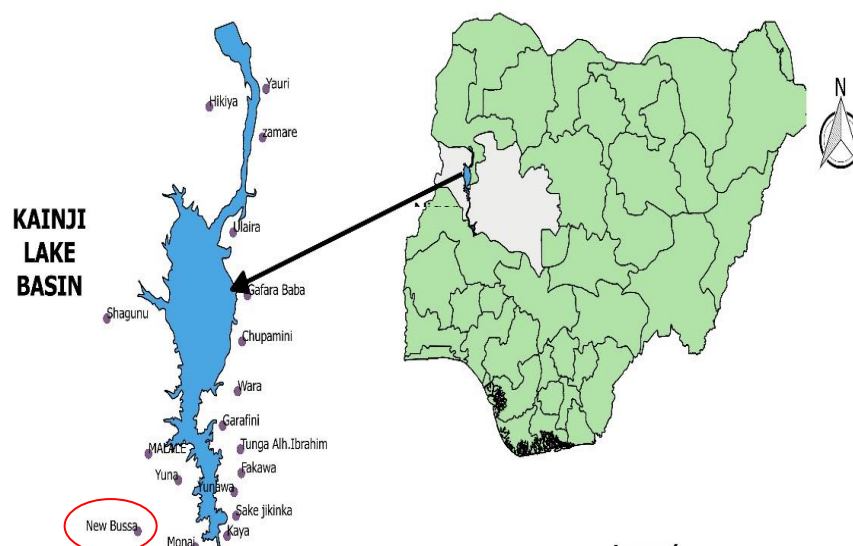 Yauri
Hikiya
zamare
N
KAINJI
LAKE
BASIN
Ulaira
Gafara Baba
Shagunu
Chupamini
Wara
Garafini
MALALE
Tunga Alh.Ibrahim
Yuna
Fakawa
Yunawa
Sake jikinka
New Bussa
Kaya
Monai